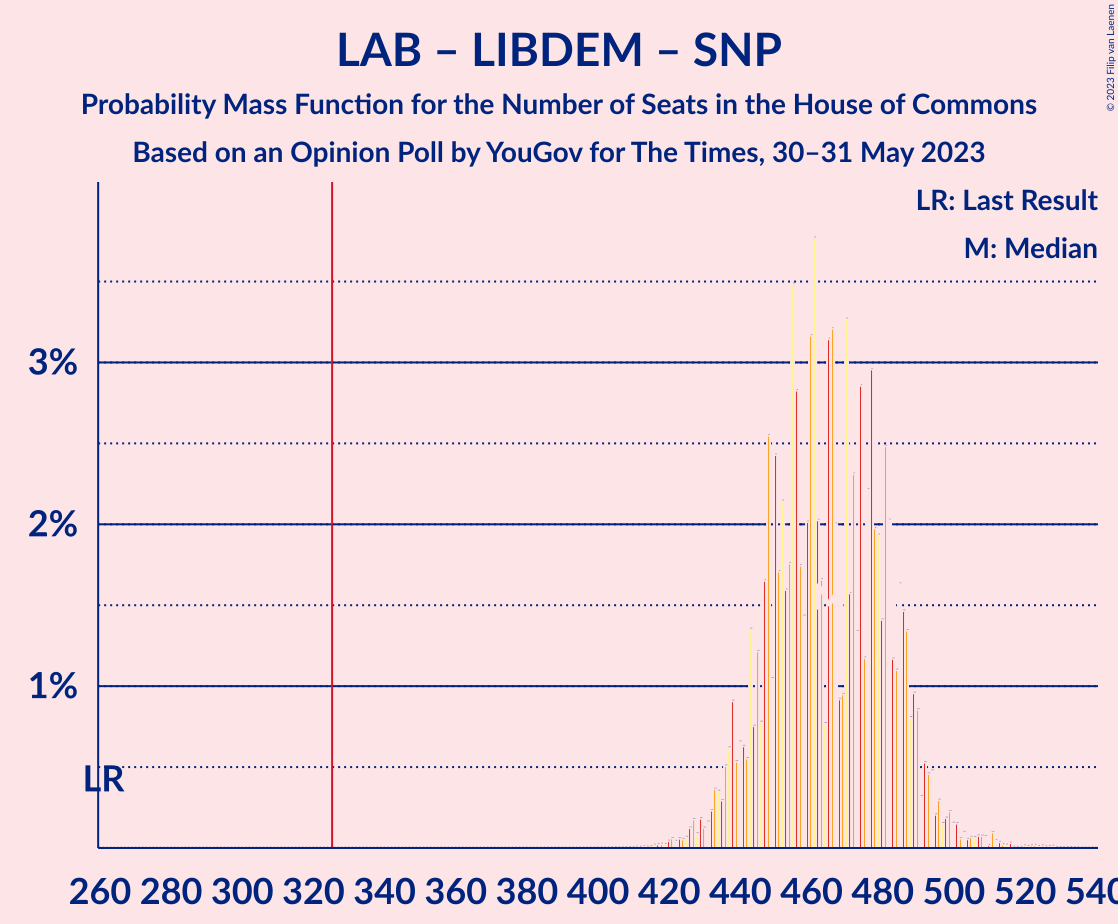 LAB – LIBDEM – SNP
Probability Mass Function for the Number of Seats in the House of Commons
Based on an Opinion Poll by YouGov for The Times, 30–31 May 2023
© 2023 Filip van Laenen
LR: Last Result
M: Median
3%
2%
1%
LR
260 280 300 320 340 360 380 400 420 440 460 480 500 520 540